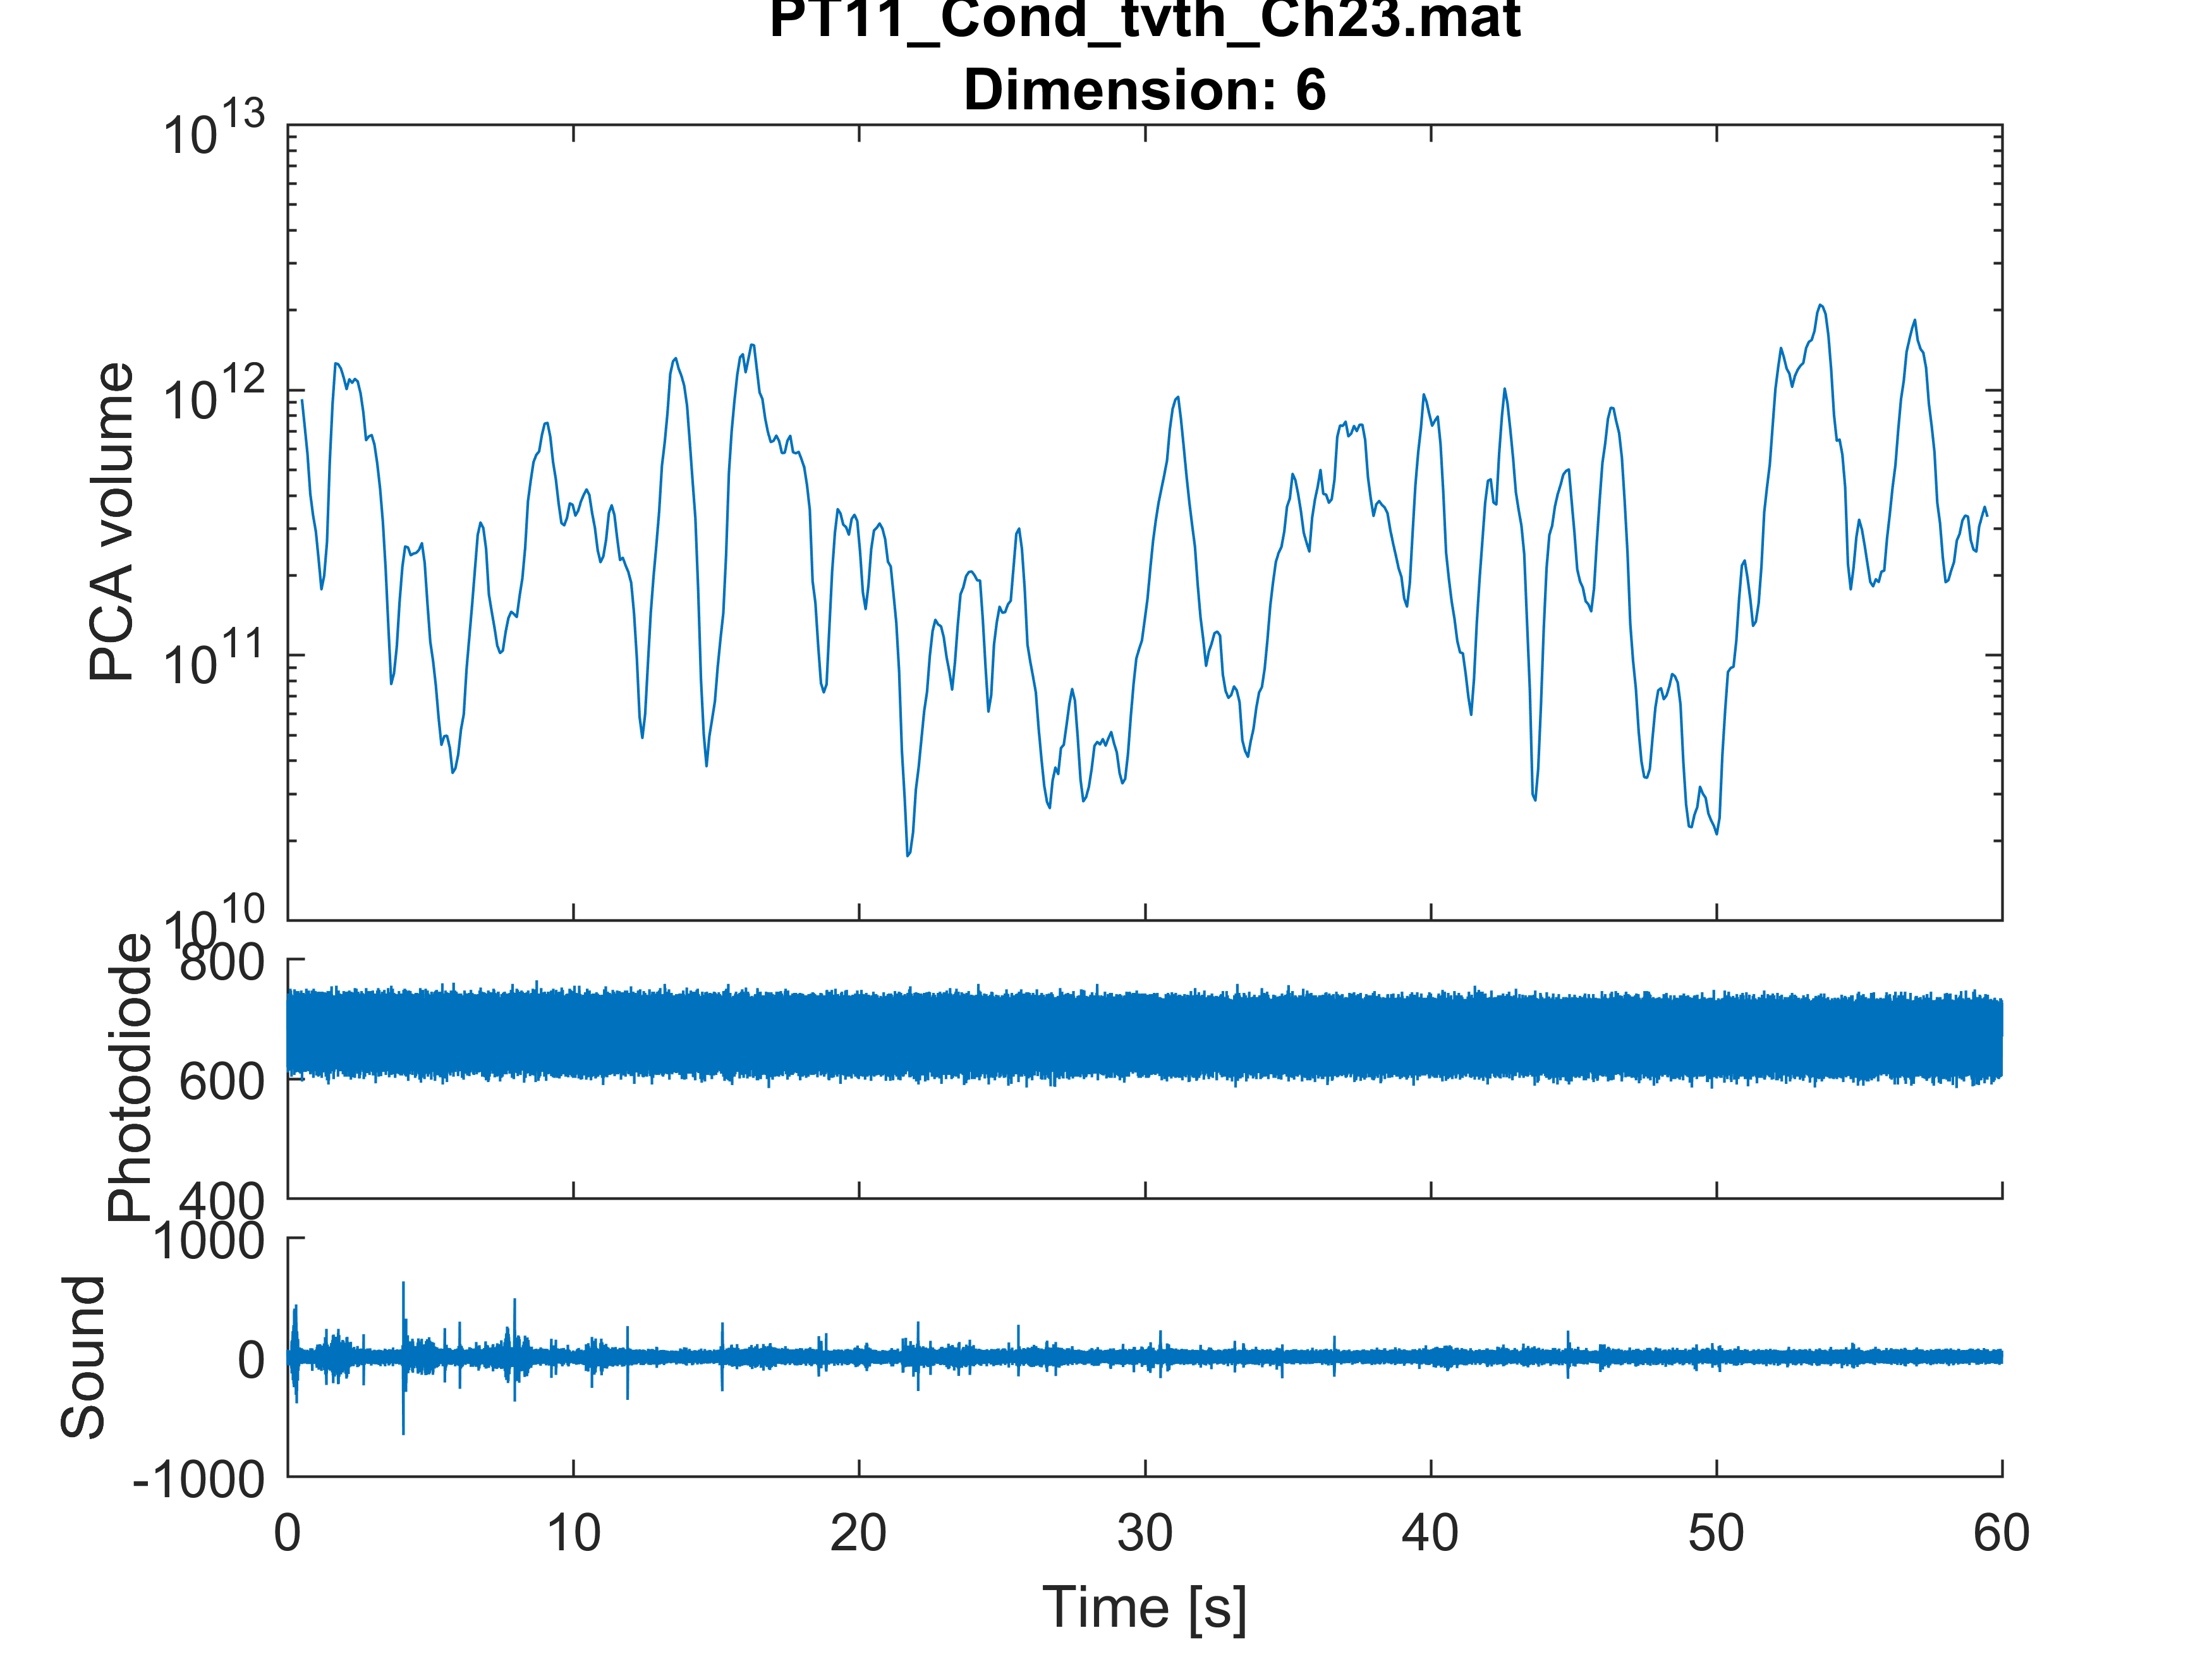 PT11_Cond_tvth_Ch23.mat
Dimension: 6
10^13
10^12
10^11
10^10
PCA volume
800
600
400
Photodiode
1000
0
-1000
Sound
0 10 20 30 40 50 60
Time [s]